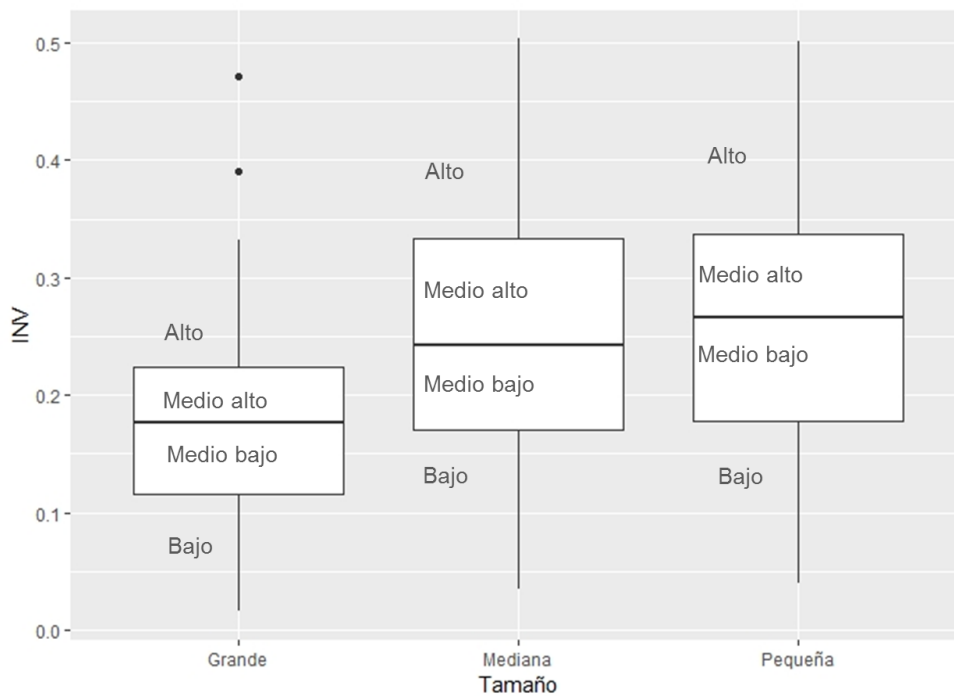 0.5
0.4
0.3
0.2
0.1
0.0
INV
Alto
Medio alto
Medio bajo
Bajo
Alto
Medio alto
Medio bajo
Bajo
Alto
Medio alto
Medio bajo
Bajo
Grande
Mediana
Pequeña
Tamaño